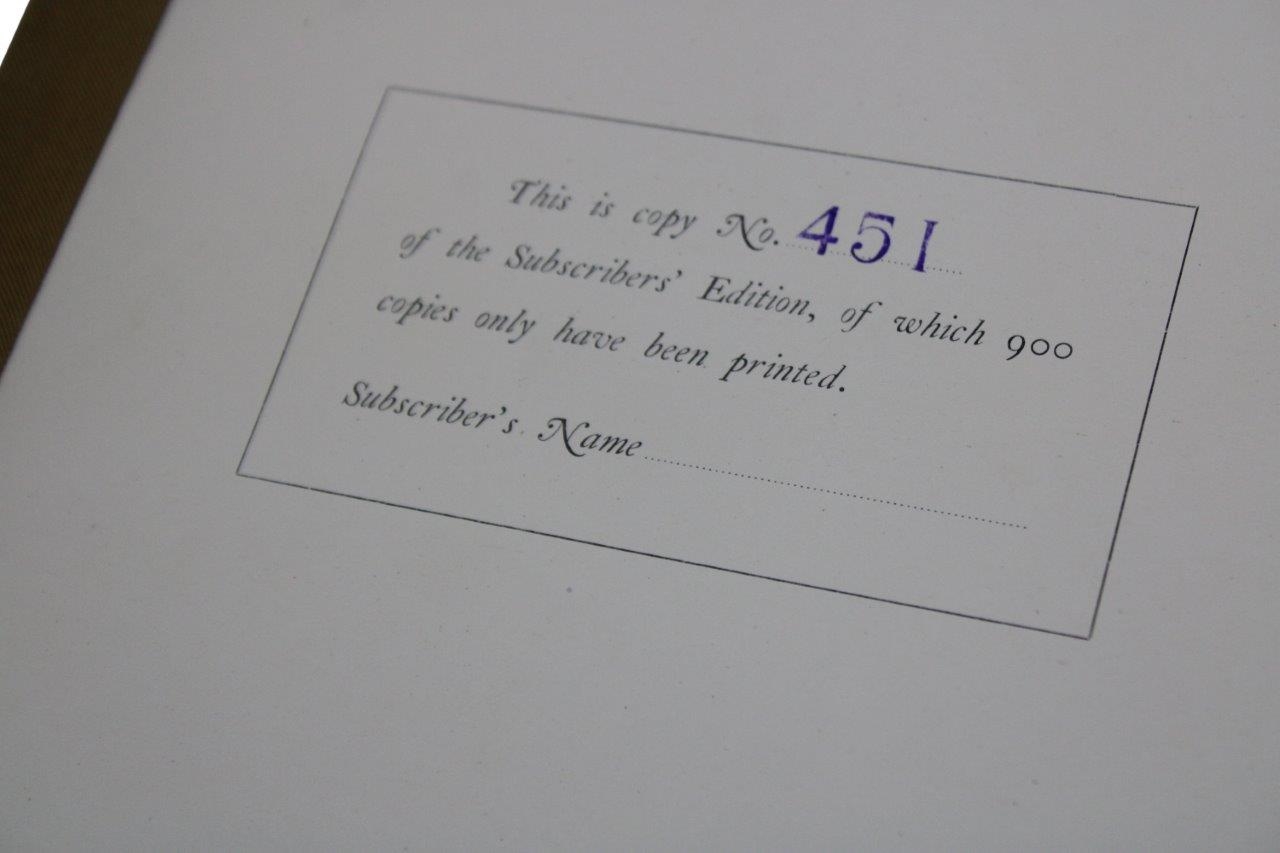 This is copy No. 451
of the Subscribers' Edition, of which 900
copies only have been printed.
Subscriber's Name